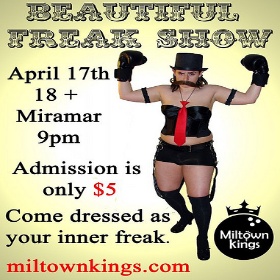 BEAUTIFUL
FREAK SHOW
April 17th
18 +
Miramar
9pm
Admission is
only $5
Come dressed as
your inner freak.
miltownkings.com
Miltown
Kings